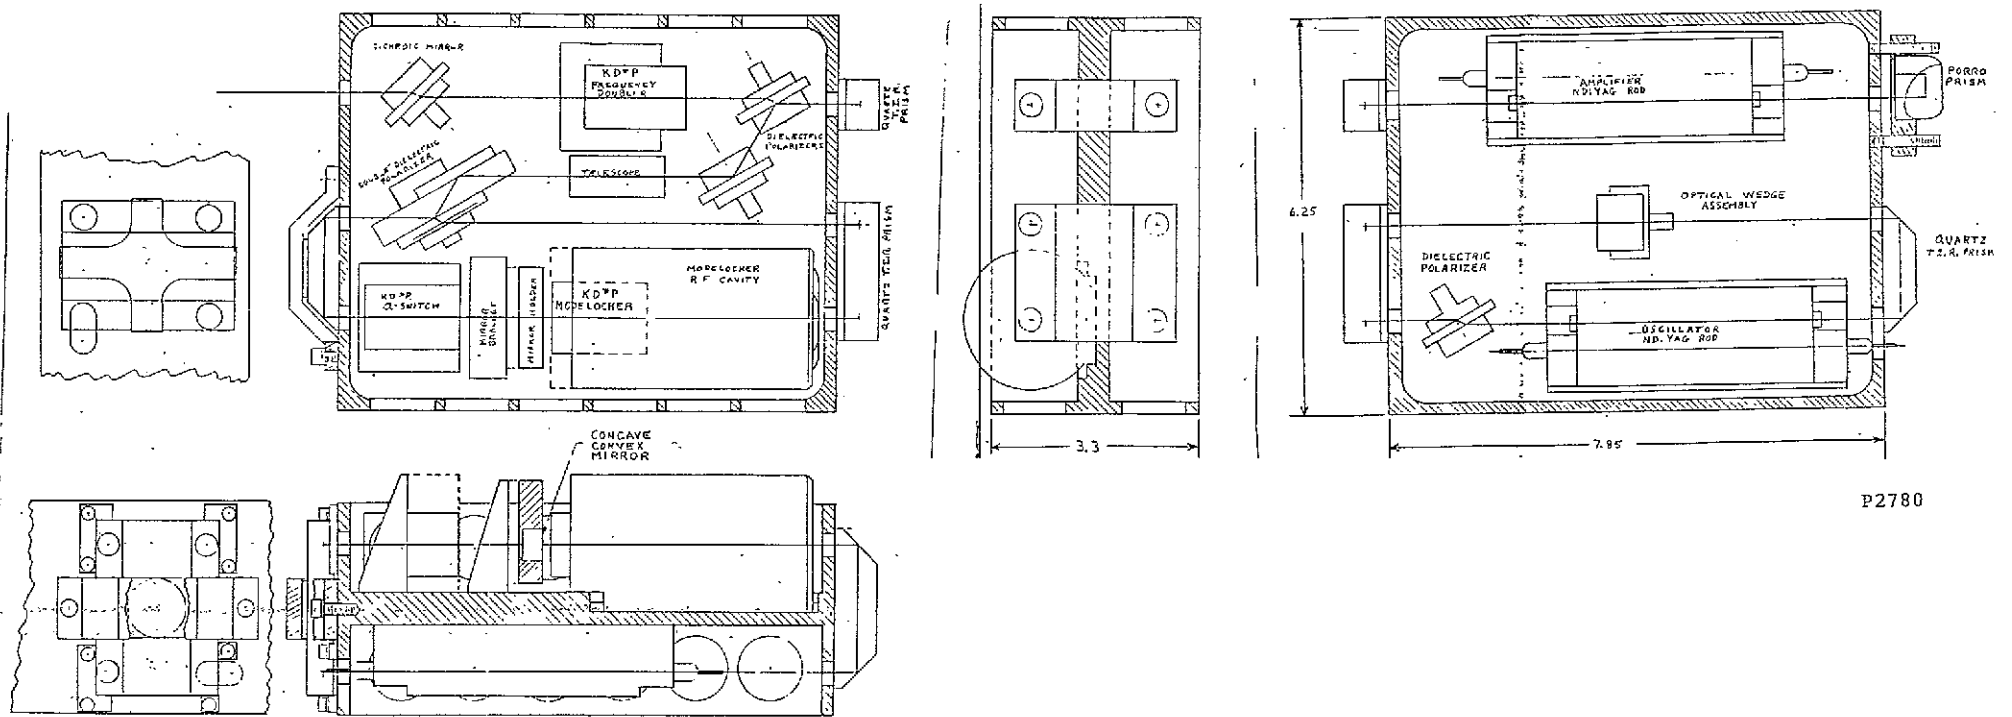 DICHROIC MIRROR
KD*P
FREQUENCY
DOUBLER
QUARTZ
T.I.R.
PRISM
DIELECTRIC
POLARIZERS
DOUBLE DIELECTRIC
POLARIZER
TELESCOPE
QUARTZ T.I.R. PRISM
MODELOCKER
R F CAVITY
KD*P
Q-SWITCH
MIRROR
HOLDER
KD*P
MODELOCKER
AMPLIFIER
ND:YAG ROD
PORRO
PRISM
6.25
OPTICAL WEDGE
ASSEMBLY
QUARTZ
T.I.R. PRISM
DIELECTRIC
POLARIZER
OSCILLATOR
ND:YAG ROD
3.3
7.85
CONCAVE
CONVEX
MIRROR
P2780